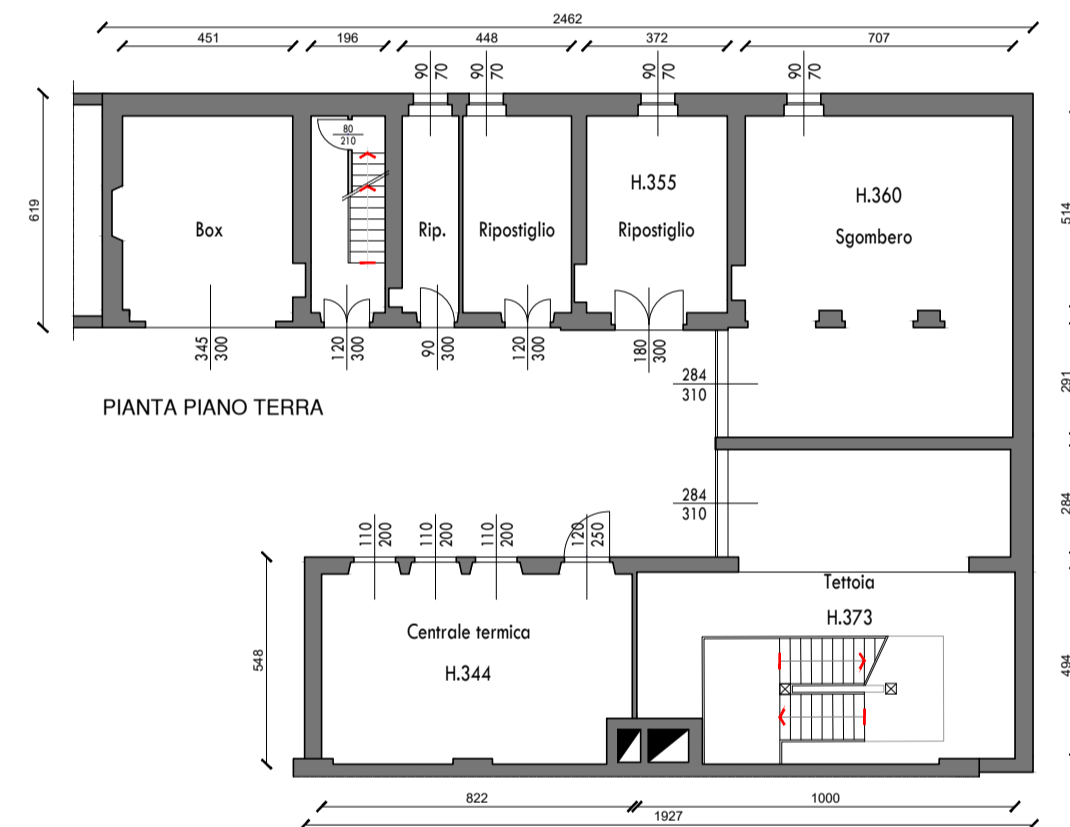 2462
451 196 448 372 707
90 70 90 70 90 70 90 70
80
210
619
H.355
H.360
514
Box Rip. Ripostiglio Ripostiglio Sgombero
345 300 120 300 90 300 120 300 180 300
284
310
291
PIANTA PIANO TERRA
284
310
284
110 200 110 200 110 200 120 250
Tettoia
H.373
Centrale termica
H.344
548
494
822 1000
1927